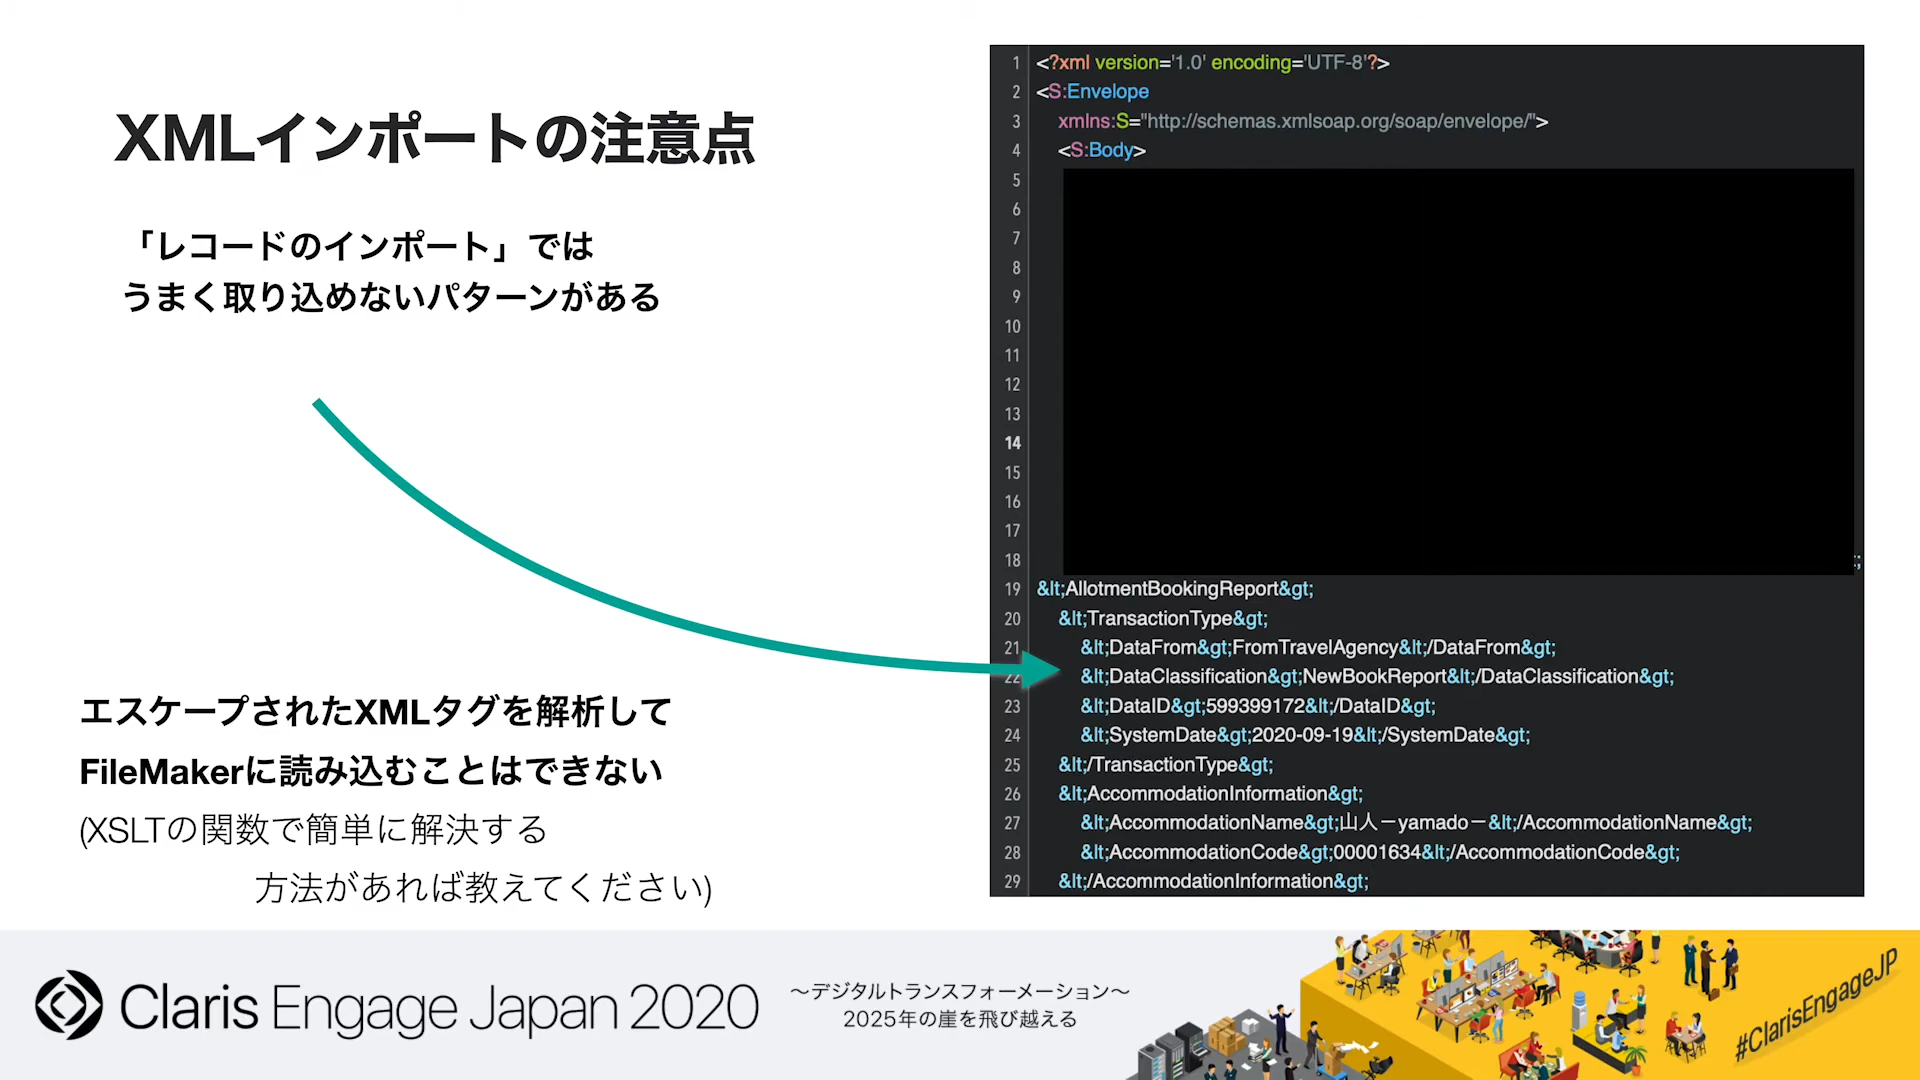 XMLインポートの注意点
「レコードのインポート」では
うまく取り込めないパターンがある
エスケープされたXMLタグを解析して
FileMakerに読み込むことはできない
(XSLTの関数で簡単に解決する
方法があれば教えてください)
1 <?xml version='1.0' encoding='UTF-8'?>
2 <S:Envelope
3 xmlns:S="http://schemas.xmlsoap.org/soap/envelope/">
4 <S:Body>
5
6
7
8
9
10
11
12
13
14
15
16
17
18 ;
19 &lt;AllotmentBookingReport&gt;
20 &lt;TransactionType&gt;
21 &lt;DataFrom&gt;FromTravelAgency&lt;/DataFrom&gt;
22 &lt;DataClassification&gt;NewBookReport&lt;/DataClassification&gt;
23 &lt;DataID&gt;599399172&lt;/DataID&gt;
24 &lt;SystemDate&gt;2020-09-19&lt;/SystemDate&gt;
25 &lt;/TransactionType&gt;
26 &lt;AccommodationInformation&gt;
27 &lt;AccommodationName&gt;山人－yamado－&lt;/AccommodationName&gt;
28 &lt;AccommodationCode&gt;00001634&lt;/AccommodationCode&gt;
29 &lt;/AccommodationInformation&gt;
Claris Engage Japan 2020
～デジタルトランスフォーメーション～
2025年の崖を飛び越える
#ClarisEngageJP